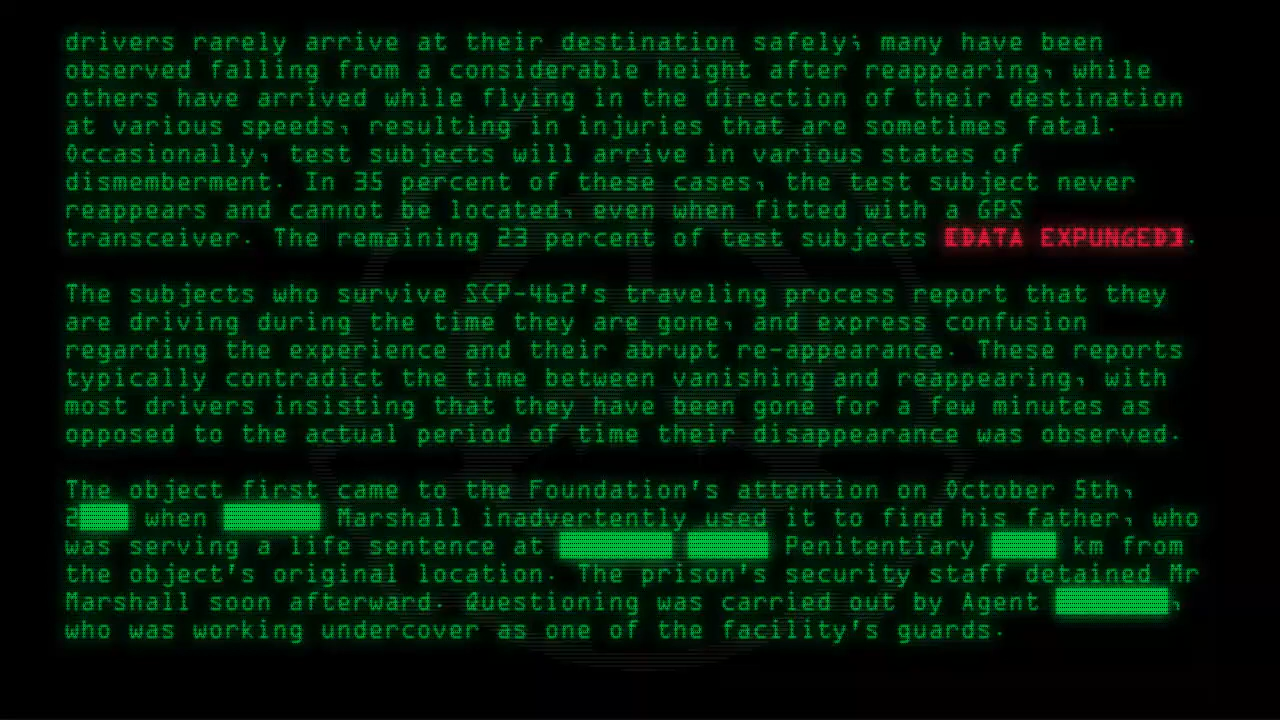 drivers rarely arrive at their destination safely; many have been
observed falling from a considerable height after reappearing, while
others have arrived while flying in the direction of their destination
at various speeds, resulting in injuries that are sometimes fatal.
Occasionally, test subjects will arrive in various states of
dismemberment. In 35 percent of these cases, the test subject never
reappears and cannot be located, even when fitted with a GPS
transceiver. The remaining 23 percent of test subjects [DATA EXPUNGED].
The subjects who survive SCP-462's traveling process report that they
are driving during the time they are gone, and express confusion
regarding the experience and their abrupt re-appearance. These reports
typically contradict the time between vanishing and reappearing, with
most drivers insisting that they have been gone for a few minutes as
opposed to the actual period of time their disappearance was observed.
The object first came to the Foundation's attention on October 5th,
2███ when ██████ Marshall inadvertently used it to find his father, who
was serving a life sentence at ███████ █████ Penitentiary ████ km from
the object's original location. The prison's security staff detained Mr
Marshall soon afterward. Questioning was carried out by Agent ███████,
who was working undercover as one of the facility's guards.